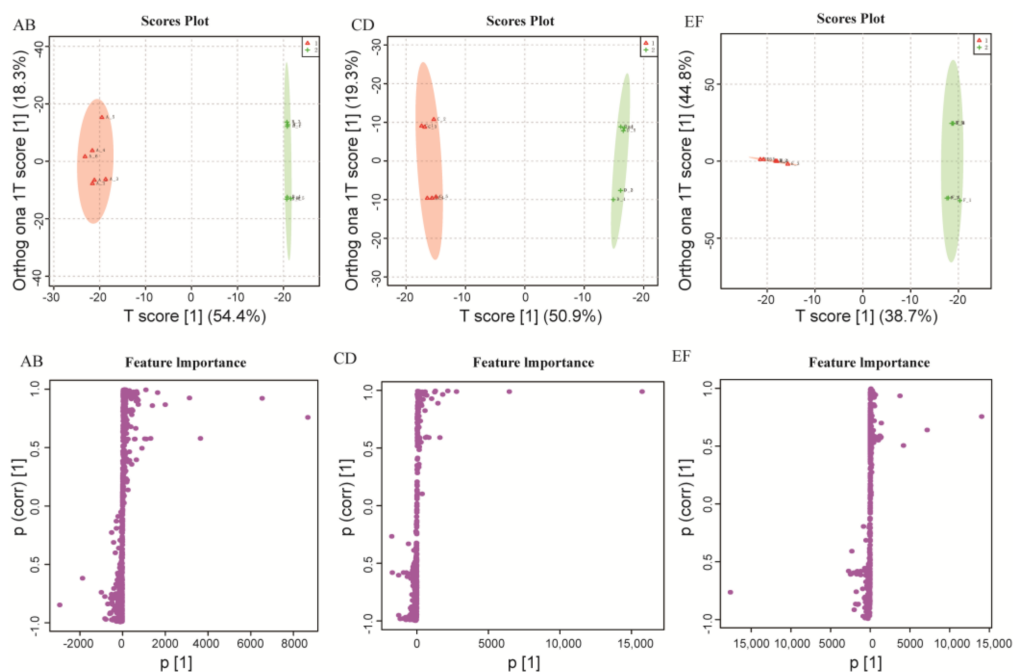 AB
Scores Plot
CD
Scores Plot
EF
Scores Plot
1
2
1
2
1
2
Orthog ona 1T score [1] (18.3%)
40
-20
0
-20
40
-30
-20
-10
0
-10
-20
T score [1] (54.4%)
Orthog ona 1T score [1] (19.3%)
-30
-20
-10
0
-10
-20
-30
-20
-10
0
-10
-20
T score [1] (50.9%)
Orthog ona 1T score [1] (44.8%)
50
0
-50
-20
-10
0
-10
-20
T score [1] (38.7%)
AB
Feature lmportance
CD
Feature lmportance
EF
Feature lmportance
p (corr) [1]
1.0
0.5
0.0
0.5
-1.0
-2000
0
2000
4000
6000
8000
p [1]
p (corr) [1]
1.0
0.5
0.0
0.5
-1.0
0
5000
10,000
15,000
p [1]
p (corr) [1]
1.0
0.5
0.0
0.5
-1.0
15,000
10,000
5000
0
5000
10,000
15,000
p [1]